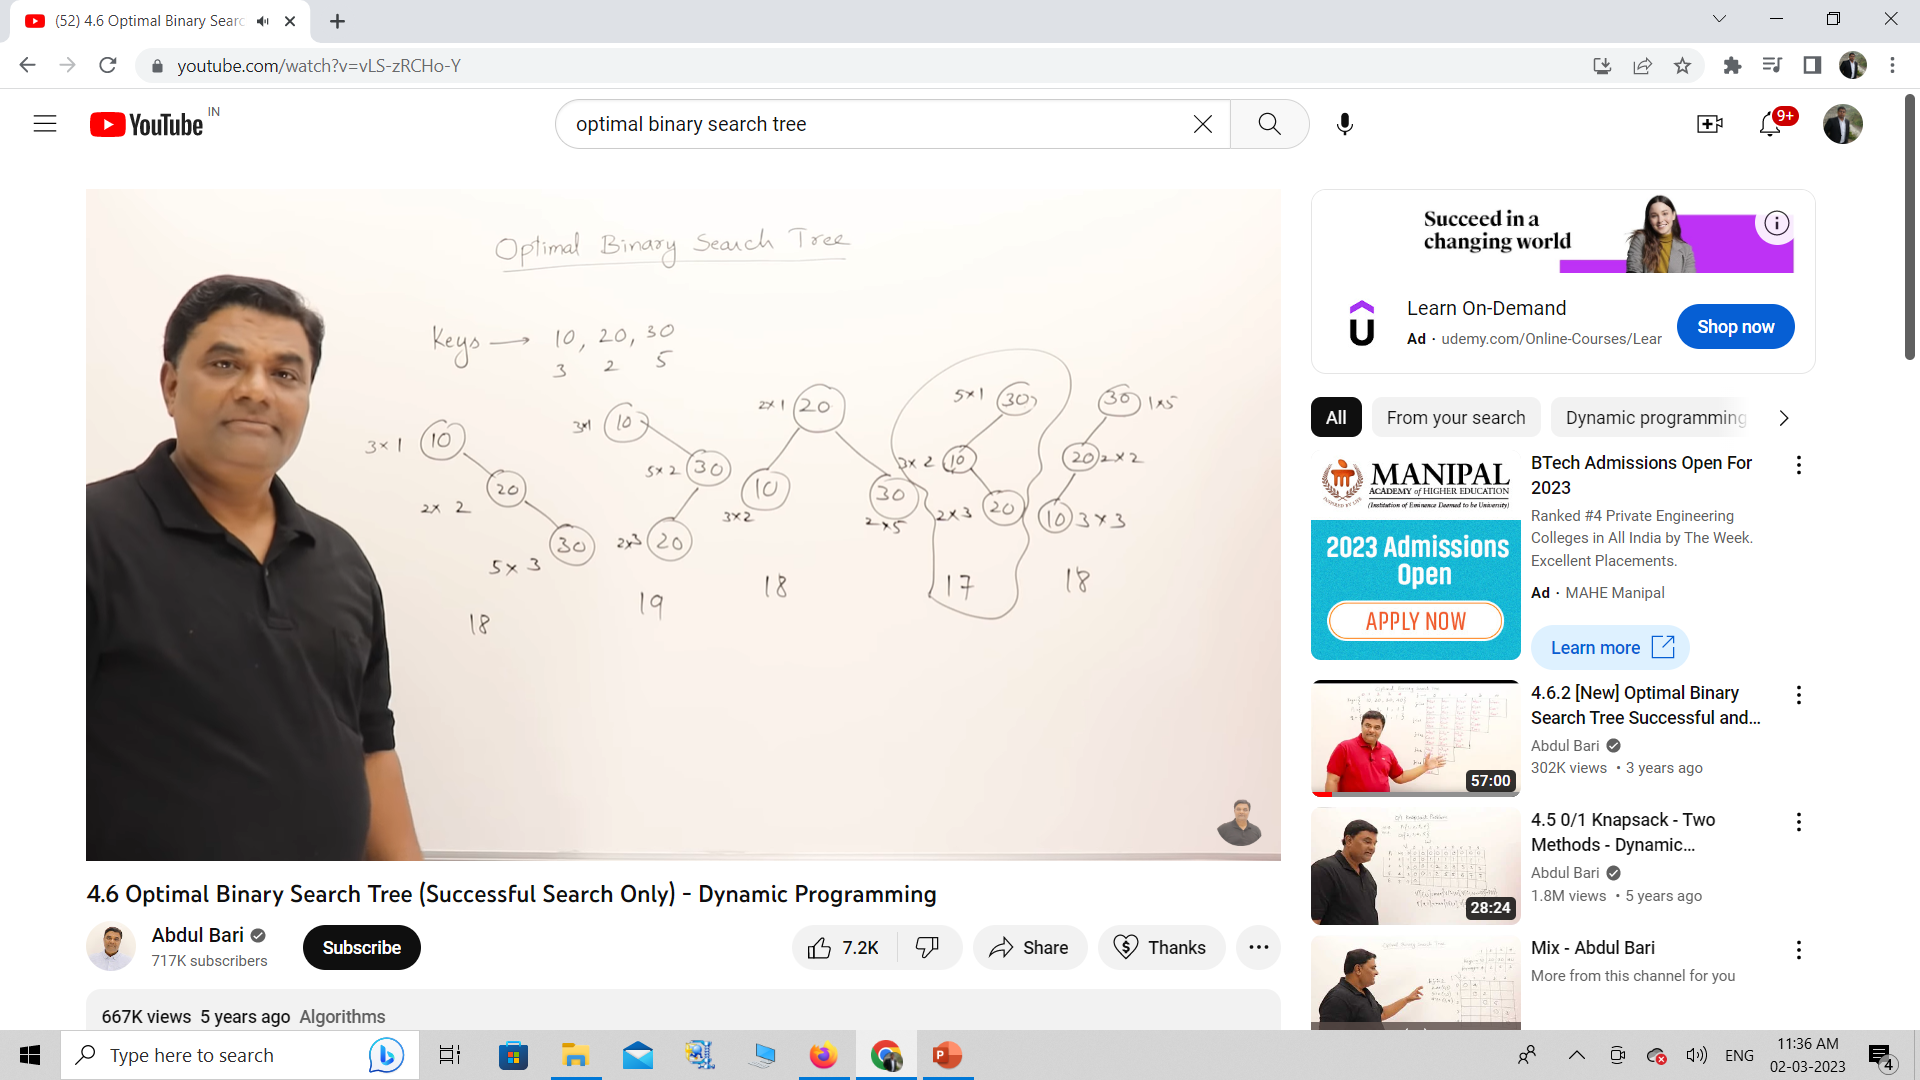 (52) 4.6 Optimal Binary Searc
youtube.com/watch?v=vLS-zRCHo-Y
YouTube IN
optimal binary search tree
9+
Optimal Binary Search Tree
Keys → 10, 20, 30
3 2 5
3×1 10
20
2× 2
30
5 × 3
18
3×1 10
5×2 30
2×3 20
19
2×1 20
10
3×2
30
2×5
18
5×1 30
3×2 10
2×3 20
17
30 1×5
20 2×2
10 3×3
18
4.6 Optimal Binary Search Tree (Successful Search Only) - Dynamic Programming
Abdul Bari
717K subscribers
Subscribe
7.2K
Share
Thanks
667K views 5 years ago Algorithms
Succeed in a
changing world
Learn On-Demand
Ad · udemy.com/Online-Courses/Lear
Shop now
All
From your search
Dynamic programming
MANIPAL
ACADEMY of HIGHER EDUCATION
(Institution of Eminence Deemed to be University)
2023 Admissions
Open
APPLY NOW
BTech Admissions Open For
2023
Ranked #4 Private Engineering
Colleges in All India by The Week.
Excellent Placements.
Ad · MAHE Manipal
Learn more
57:00
4.6.2 [New] Optimal Binary
Search Tree Successful and...
Abdul Bari
302K views • 3 years ago
28:24
4.5 0/1 Knapsack - Two
Methods - Dynamic...
Abdul Bari
1.8M views • 5 years ago
Mix - Abdul Bari
More from this channel for you
Type here to search
ENG
11:36 AM
02-03-2023
4